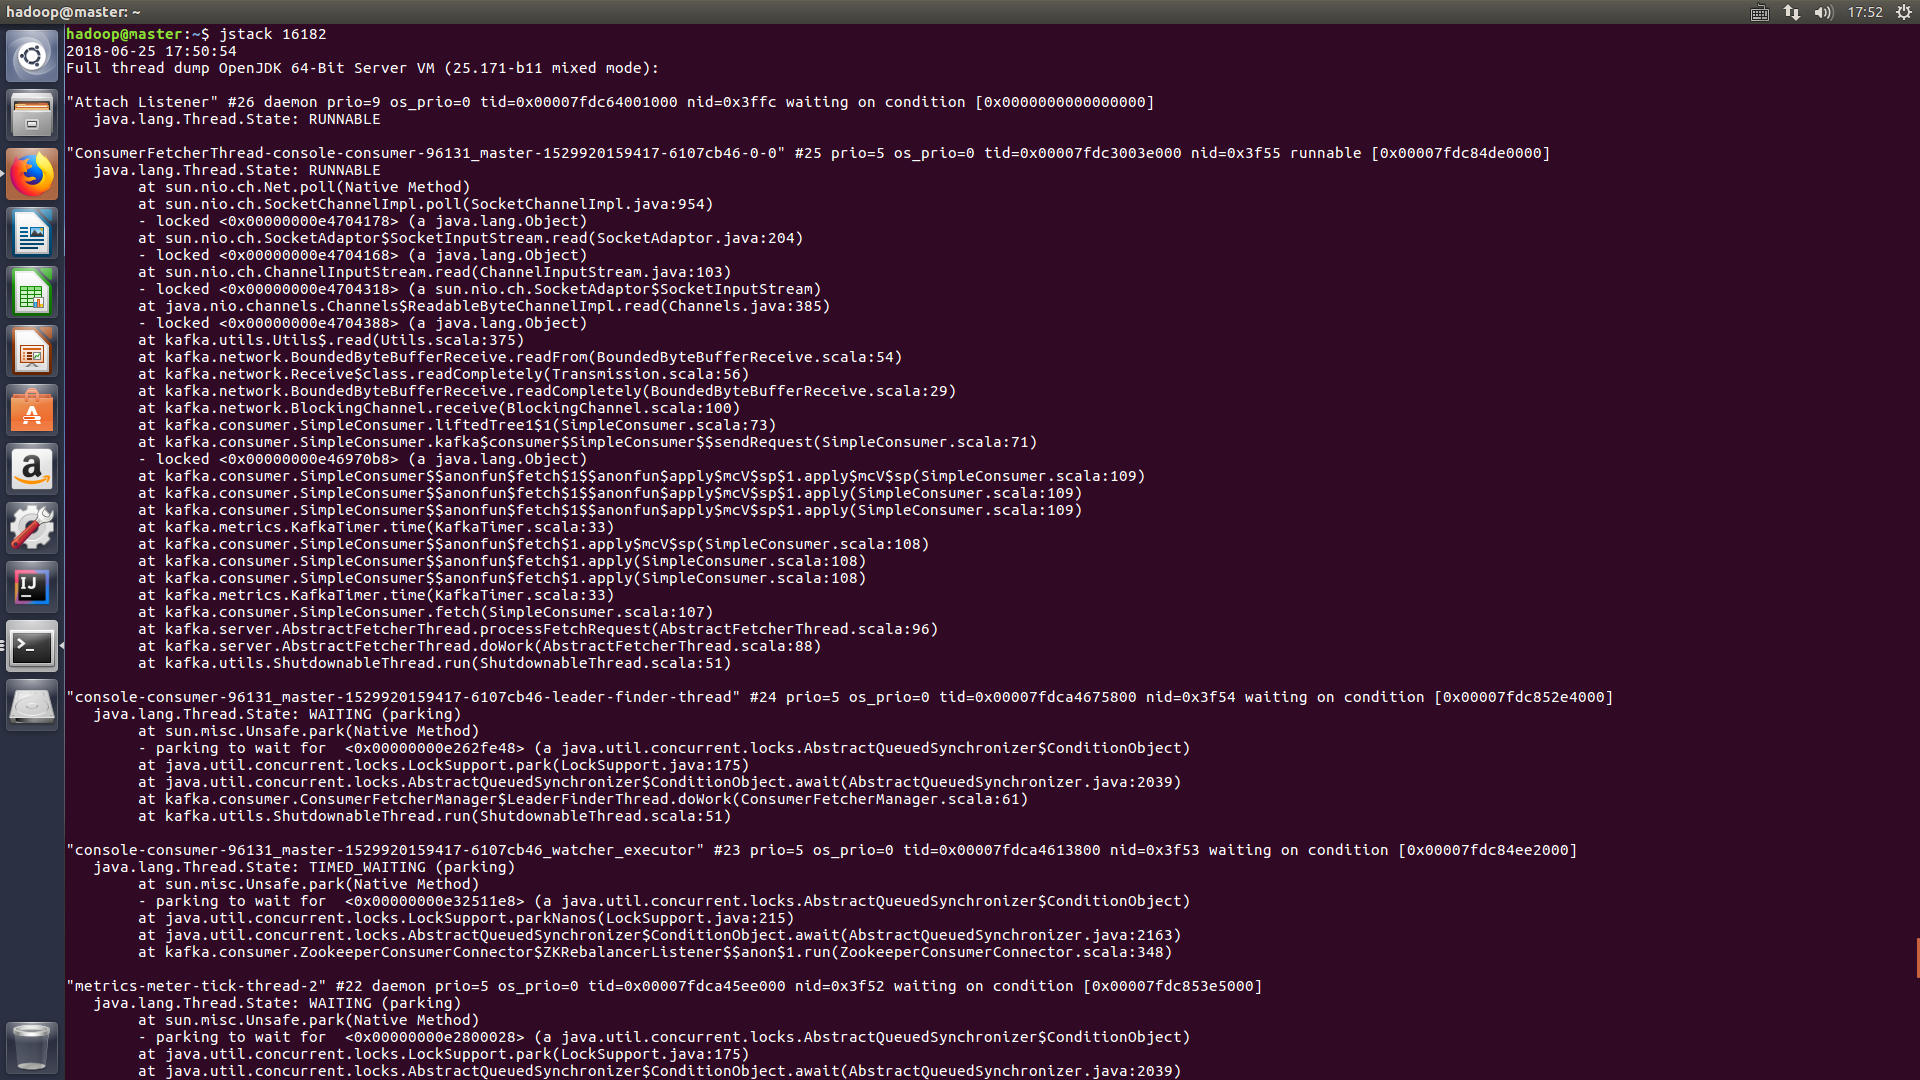 hadoop@master: ~
17:52
hadoop@master:~$ jstack 16182
2018-06-25 17:50:54
Full thread dump OpenJDK 64-Bit Server VM (25.171-b11 mixed mode):
"Attach Listener" #26 daemon prio=9 os_prio=0 tid=0x00007fdc64001000 nid=0x3ffc waiting on condition [0x0000000000000000]
java.lang.Thread.State: RUNNABLE
"ConsumerFetcherThread-console-consumer-96131_master-1529920159417-6107cb46-0-0" #25 prio=5 os_prio=0 tid=0x00007fdc3003e000 nid=0x3f55 runnable [0x00007fdc84de0000]
java.lang.Thread.State: RUNNABLE
at sun.nio.ch.Net.poll(Native Method)
at sun.nio.ch.SocketChannelImpl.poll(SocketChannelImpl.java:954)
- locked <0x00000000e4704178> (a java.lang.Object)
at sun.nio.ch.SocketAdaptor$SocketInputStream.read(SocketAdaptor.java:204)
- locked <0x00000000e4704168> (a java.lang.Object)
at sun.nio.ch.ChannelInputStream.read(ChannelInputStream.java:103)
- locked <0x00000000e4704318> (a sun.nio.ch.SocketAdaptor$SocketInputStream)
at java.nio.channels.Channels$ReadableByteChannelImpl.read(Channels.java:385)
- locked <0x00000000e4704388> (a java.lang.Object)
at kafka.utils.Utils$.read(Utils.scala:375)
at kafka.network.BoundedByteBufferReceive.readFrom(BoundedByteBufferReceive.scala:54)
at kafka.network.Receive$class.readCompletely(Transmission.scala:56)
at kafka.network.BoundedByteBufferReceive.readCompletely(BoundedByteBufferReceive.scala:29)
at kafka.network.BlockingChannel.receive(BlockingChannel.scala:100)
at kafka.consumer.SimpleConsumer.liftedTree1$1(SimpleConsumer.scala:73)
at kafka.consumer.SimpleConsumer.kafka$consumer$SimpleConsumer$$sendRequest(SimpleConsumer.scala:71)
- locked <0x00000000e46970b8> (a java.lang.Object)
at kafka.consumer.SimpleConsumer$$anonfun$fetch$1$$anonfun$apply$mcV$sp$1.apply$mcV$sp(SimpleConsumer.scala:109)
at kafka.consumer.SimpleConsumer$$anonfun$fetch$1$$anonfun$apply$mcV$sp$1.apply(SimpleConsumer.scala:109)
at kafka.consumer.SimpleConsumer$$anonfun$fetch$1$$anonfun$apply$mcV$sp$1.apply(SimpleConsumer.scala:109)
at kafka.metrics.KafkaTimer.time(KafkaTimer.scala:33)
at kafka.consumer.SimpleConsumer$$anonfun$fetch$1.apply$mcV$sp(SimpleConsumer.scala:108)
at kafka.consumer.SimpleConsumer$$anonfun$fetch$1.apply(SimpleConsumer.scala:108)
at kafka.consumer.SimpleConsumer$$anonfun$fetch$1.apply(SimpleConsumer.scala:108)
at kafka.metrics.KafkaTimer.time(KafkaTimer.scala:33)
at kafka.consumer.SimpleConsumer.fetch(SimpleConsumer.scala:107)
at kafka.server.AbstractFetcherThread.processFetchRequest(AbstractFetcherThread.scala:96)
at kafka.server.AbstractFetcherThread.doWork(AbstractFetcherThread.scala:88)
at kafka.utils.ShutdownableThread.run(ShutdownableThread.scala:51)
"console-consumer-96131_master-1529920159417-6107cb46-leader-finder-thread" #24 prio=5 os_prio=0 tid=0x00007fdca4675800 nid=0x3f54 waiting on condition [0x00007fdc852e4000]
java.lang.Thread.State: WAITING (parking)
at sun.misc.Unsafe.park(Native Method)
- parking to wait for  <0x00000000e262fe48> (a java.util.concurrent.locks.AbstractQueuedSynchronizer$ConditionObject)
at java.util.concurrent.locks.LockSupport.park(LockSupport.java:175)
at java.util.concurrent.locks.AbstractQueuedSynchronizer$ConditionObject.await(AbstractQueuedSynchronizer.java:2039)
at kafka.consumer.ConsumerFetcherManager$LeaderFinderThread.doWork(ConsumerFetcherManager.scala:61)
at kafka.utils.ShutdownableThread.run(ShutdownableThread.scala:51)
"console-consumer-96131_master-1529920159417-6107cb46_watcher_executor" #23 prio=5 os_prio=0 tid=0x00007fdca4613800 nid=0x3f53 waiting on condition [0x00007fdc84ee2000]
java.lang.Thread.State: TIMED_WAITING (parking)
at sun.misc.Unsafe.park(Native Method)
- parking to wait for  <0x00000000e32511e8> (a java.util.concurrent.locks.AbstractQueuedSynchronizer$ConditionObject)
at java.util.concurrent.locks.LockSupport.parkNanos(LockSupport.java:215)
at java.util.concurrent.locks.AbstractQueuedSynchronizer$ConditionObject.await(AbstractQueuedSynchronizer.java:2163)
at kafka.consumer.ZookeeperConsumerConnector$ZKRebalancerListener$$anon$1.run(ZookeeperConsumerConnector.scala:348)
"metrics-meter-tick-thread-2" #22 daemon prio=5 os_prio=0 tid=0x00007fdca45ee000 nid=0x3f52 waiting on condition [0x00007fdc853e5000]
java.lang.Thread.State: WAITING (parking)
at sun.misc.Unsafe.park(Native Method)
- parking to wait for  <0x00000000e2800028> (a java.util.concurrent.locks.AbstractQueuedSynchronizer$ConditionObject)
at java.util.concurrent.locks.LockSupport.park(LockSupport.java:175)
at java.util.concurrent.locks.AbstractQueuedSynchronizer$ConditionObject.await(AbstractQueuedSynchronizer.java:2039)